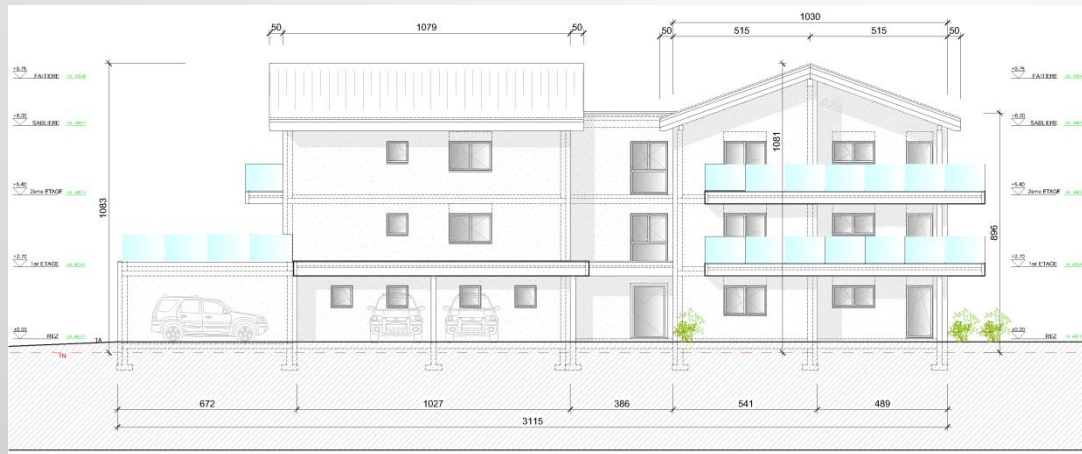 1030
50 1079 50
50 515 515 50
+9.75 FAITIERE
+8.00 SABLIERE
+5.40 2ème ETAGE
+2.70 1er ETAGE
±0.00 REZ
TA
TN
1083
1081
896
+9.75 FAITIERE
+8.00 SABLIERE
+5.40 2ème ETAGE
+2.70 1er ETAGE
±0.00 REZ
672 1027 386 541 489
3115